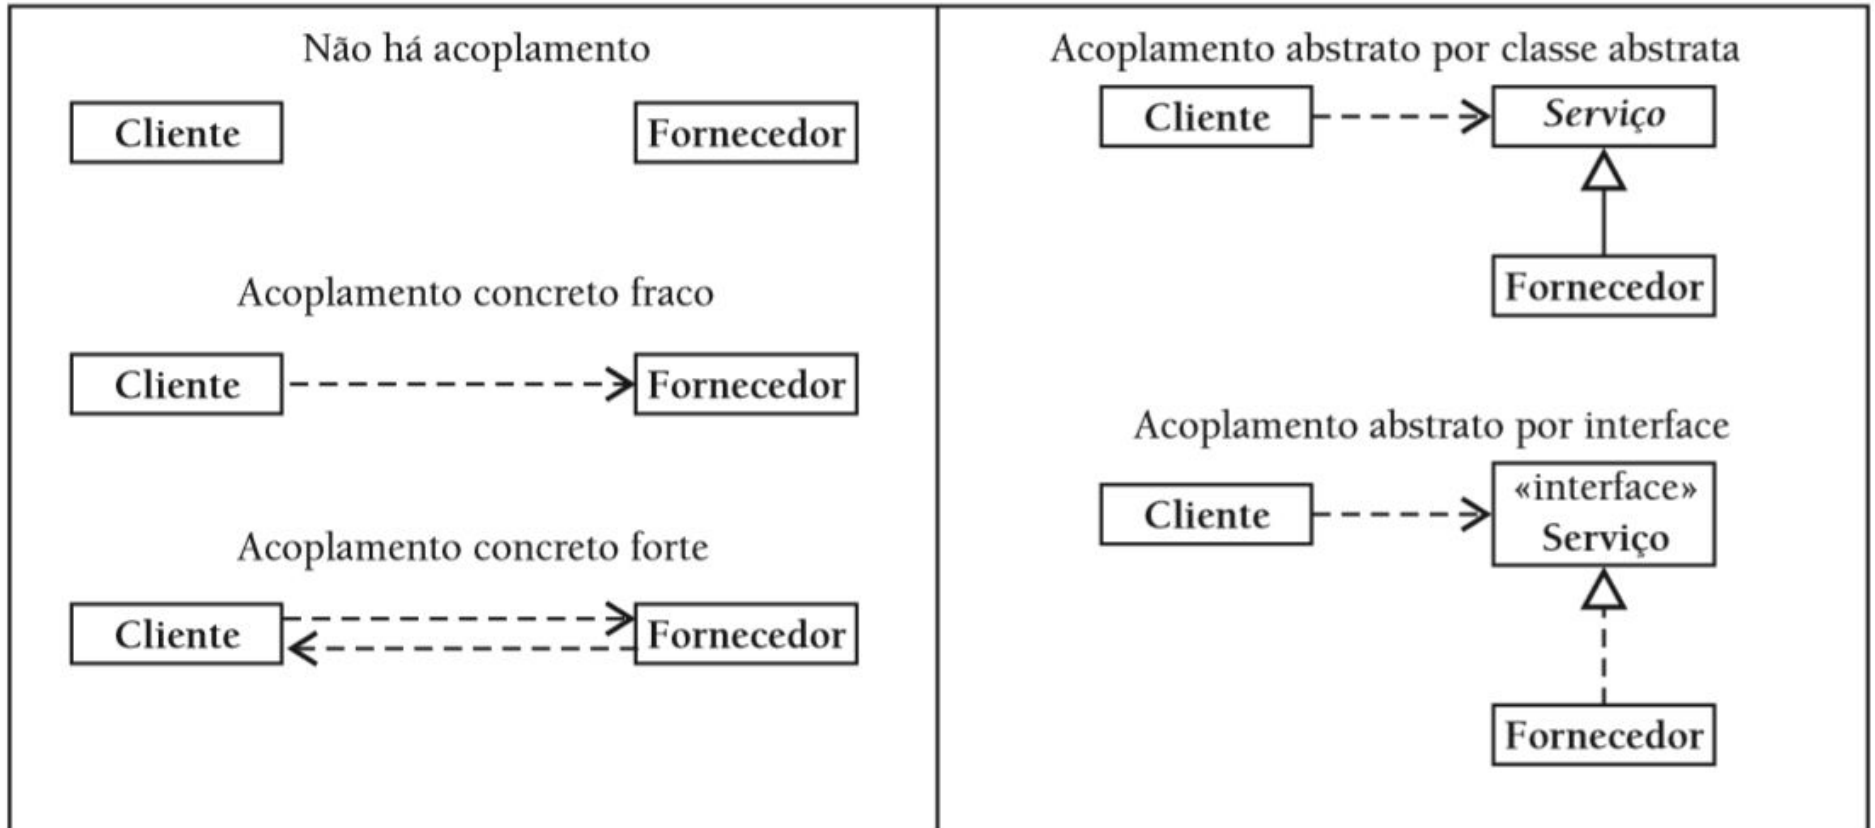 Não há acoplamento
Cliente
Fornecedor
Acoplamento concreto fraco
Cliente
Fornecedor
Acoplamento concreto forte
Cliente
Fornecedor
Acoplamento abstrato por classe abstrata
Cliente
Serviço
Fornecedor
Acoplamento abstrato por interface
Cliente
«interface»
Serviço
Fornecedor